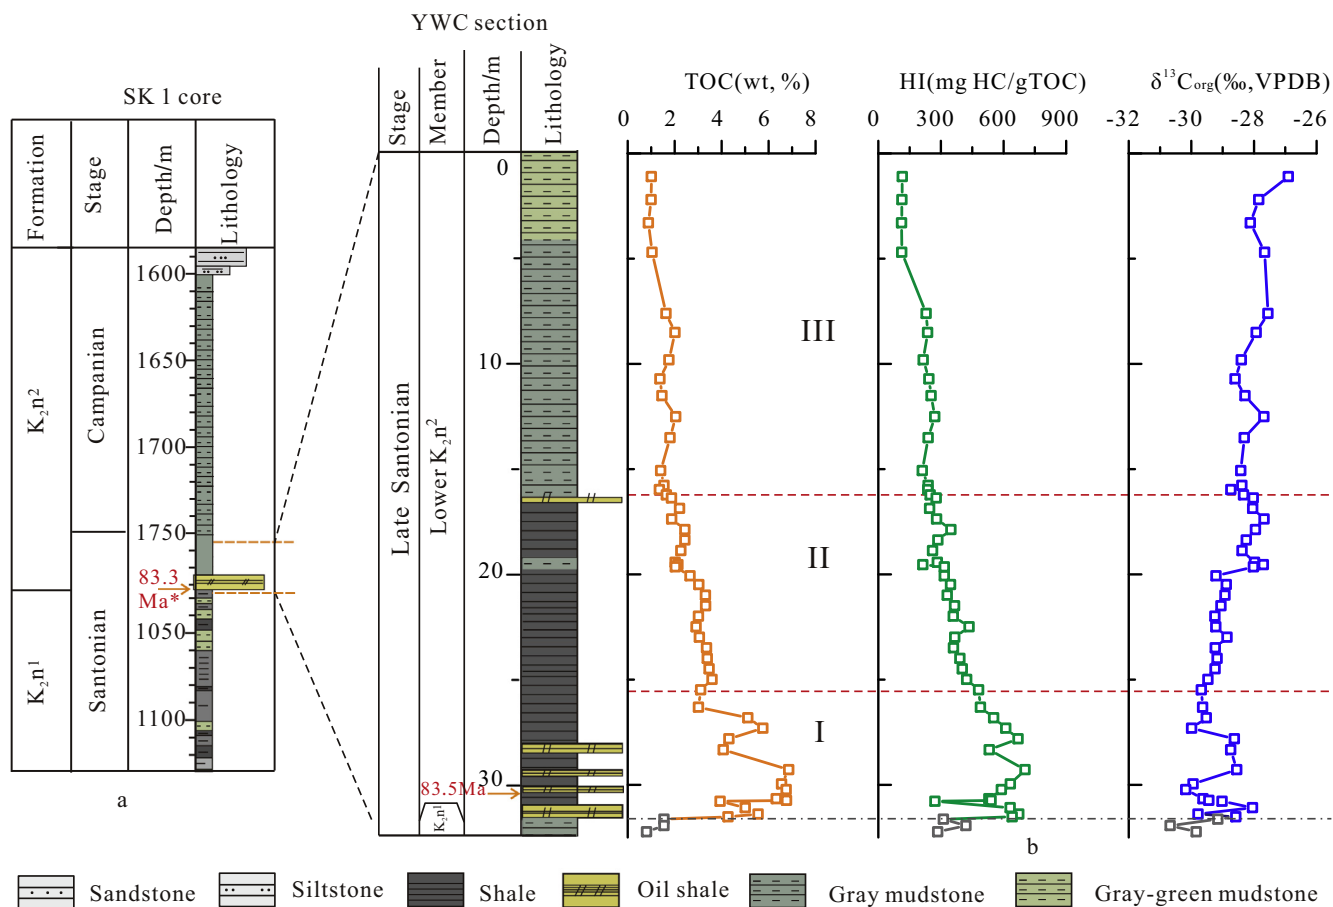 YWC section
SK 1 core
Formation
Stage
Depth/m
Lithology
Stage
Member
Depth/m
Lithology
TOC(wt, %)
0 2 4 6 8
HI(mg HC/gTOC)
0 300 600 900
δ¹³Corg(‰,VPDB)
-32 -30 -28 -26
K₂n²
K₂n¹
Campanian
Santonian
1600
1650
1700
1750
83.3
Ma*
1050
1100
a
Late Santonian
Lower K₂n²
K₂n¹
0
10
20
30
83.5Ma
III
II
I
b
Sandstone
Siltstone
Shale
Oil shale
Gray mudstone
Gray-green mudstone